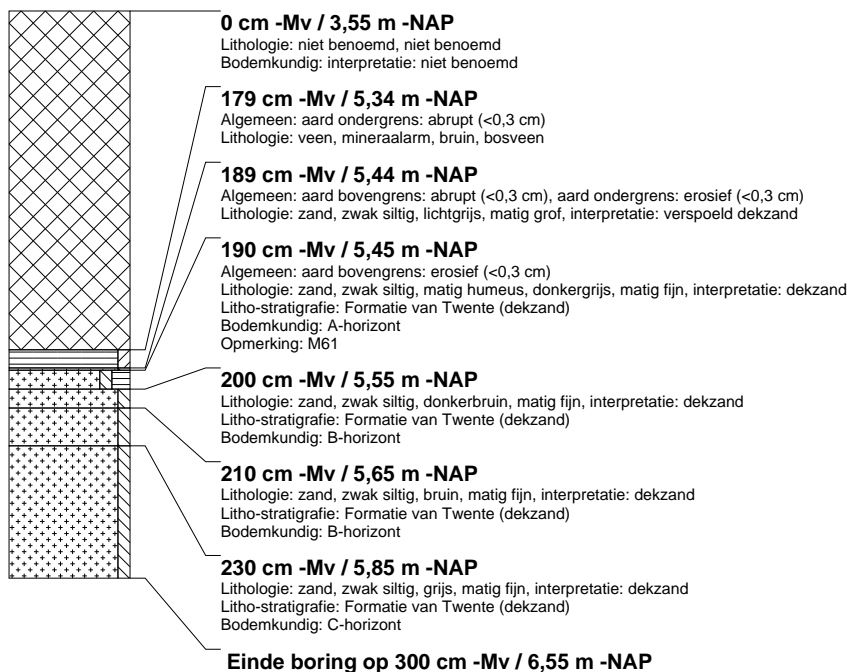 0 cm -Mv / 3,55 m -NAP
Lithologie: niet benoemd, niet benoemd
Bodemkundig: interpretatie: niet benoemd
179 cm -Mv / 5,34 m -NAP
Algemeen: aard ondergrens: abrupt (<0,3 cm)
Lithologie: veen, mineraalarm, bruin, bosveen
189 cm -Mv / 5,44 m -NAP
Algemeen: aard bovengrens: abrupt (<0,3 cm), aard ondergrens: erosief (<0,3 cm)
Lithologie: zand, zwak siltig, lichtgrijs, matig grof, interpretatie: verspoeld dekzand
190 cm -Mv / 5,45 m -NAP
Algemeen: aard bovengrens: erosief (<0,3 cm)
Lithologie: zand, zwak siltig, matig humeus, donkergrijs, matig fijn, interpretatie: dekzand
Litho-stratigrafie: Formatie van Twente (dekzand)
Bodemkundig: A-horizont
Opmerking: M61
200 cm -Mv / 5,55 m -NAP
Lithologie: zand, zwak siltig, donkerbruin, matig fijn, interpretatie: dekzand
Litho-stratigrafie: Formatie van Twente (dekzand)
Bodemkundig: B-horizont
210 cm -Mv / 5,65 m -NAP
Lithologie: zand, zwak siltig, bruin, matig fijn, interpretatie: dekzand
Litho-stratigrafie: Formatie van Twente (dekzand)
Bodemkundig: B-horizont
230 cm -Mv / 5,85 m -NAP
Lithologie: zand, zwak siltig, grijs, matig fijn, interpretatie: dekzand
Litho-stratigrafie: Formatie van Twente (dekzand)
Bodemkundig: C-horizont
Einde boring op 300 cm -Mv / 6,55 m -NAP